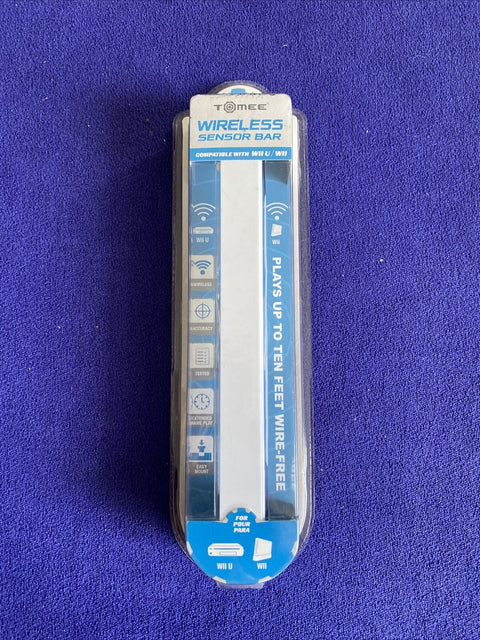 TOMEE
WIRELESS
SENSOR BAR
COMPATIBLE WITH WII U / WII
WII U
WII
WIRELESS
ACCURACY
TESTED
EXTENDED
GAME PLAY
EASY
MOUNT
PLAYS UP TO TEN FEET WIRE-FREE
FOR
POUR
PARA
WII U
WII